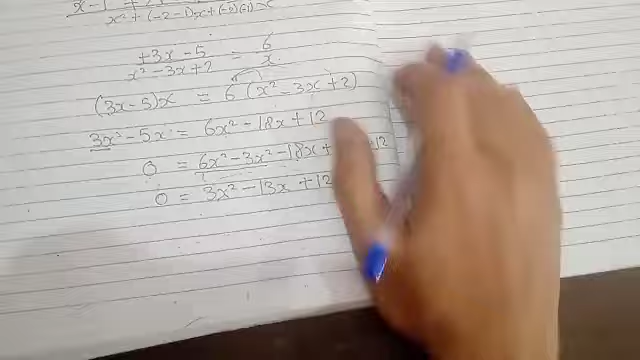 x² + (-2-1)x + (-2)(-1)
+3x - 5 / x² - 3x + 2 = 6 / x
(3x - 5)x = 6 (x² - 3x + 2)
3x² - 5x = 6x² - 18x + 12
0 = 6x² - 3x² - 18x + 12
0 = 3x² - 13x + 12